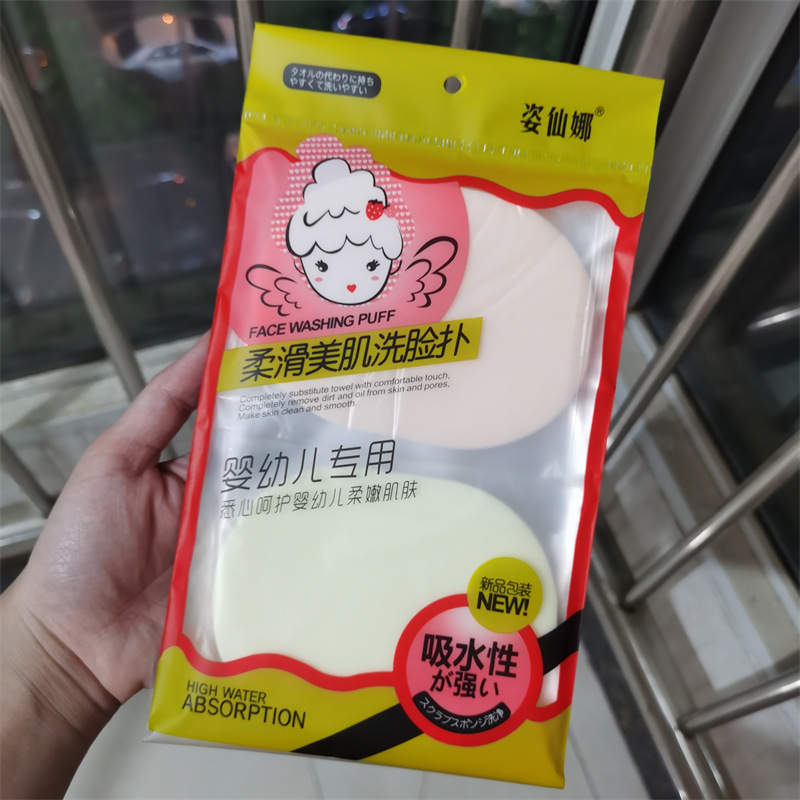 タオルの代わりに持ち
やすくて洗いやすい
姿仙娜®
FACE WASHING PUFF
柔滑美肌洗脸扑
Completely substitute towel with comfortable touch,
Completely remove dirt and oil from skin and pores,
Make skin clean and smooth.
婴幼儿专用
悉心呵护婴幼儿柔嫩肌肤
新品包装
NEW!
吸水性
が强い
スクラブスポンジ洗浄
HIGH WATER
ABSORPTION